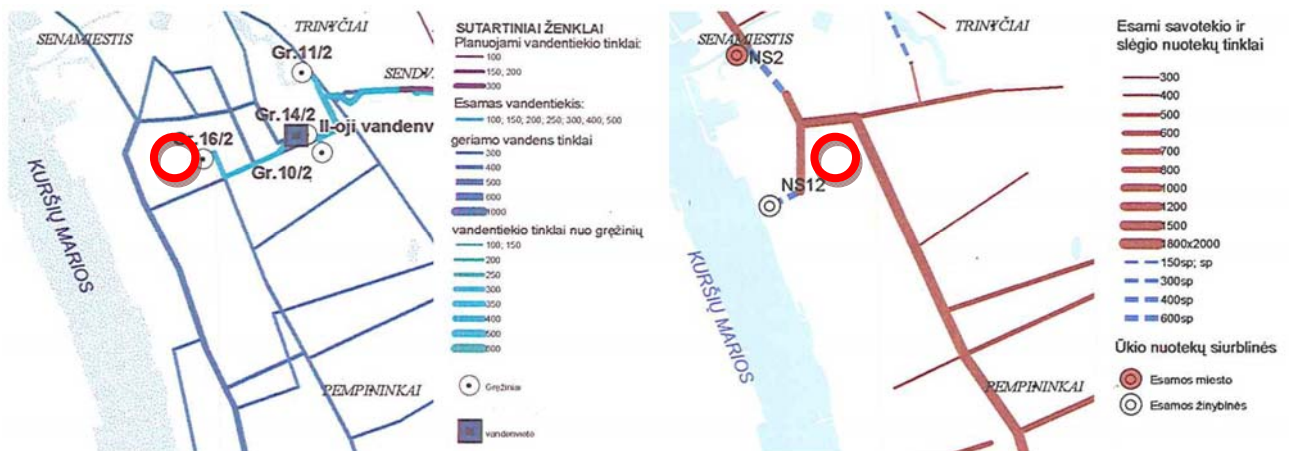 SENAMIESTIS
TRINYČIAI
Gr.11/2
SENDV
Gr.14/2
II-oji vandenv
Gr.16/2
Gr.10/2
KURŠIŲ MARIOS
PEMPININKAI
SUTARTINIAI ŽENKLAI
Planuojami vandentiekio tinklai:
100
150, 200
300
Esamas vandentiekis:
100; 150; 200, 250; 300, 400, 500
geriamo vandens tinklai
300
400
500
600
1000
vandentiekio tinklai nuo gręžinių
100; 150
200
250
300
350
400
500
600
Gręžiniai
vandenvietė
SENAMIESTIS
NS2
TRINYČIAI
NS12
KURŠIŲ MARIOS
PEMPININKAI
Esami savotekio ir
slėgio nuotekų tinklai
300
400
500
600
700
800
1000
1200
1500
1800x2000
150sp; sp
300sp
400sp
600sp
Ūkio nuotekų siurblinės
Esamos miesto
Esamos žinybinės